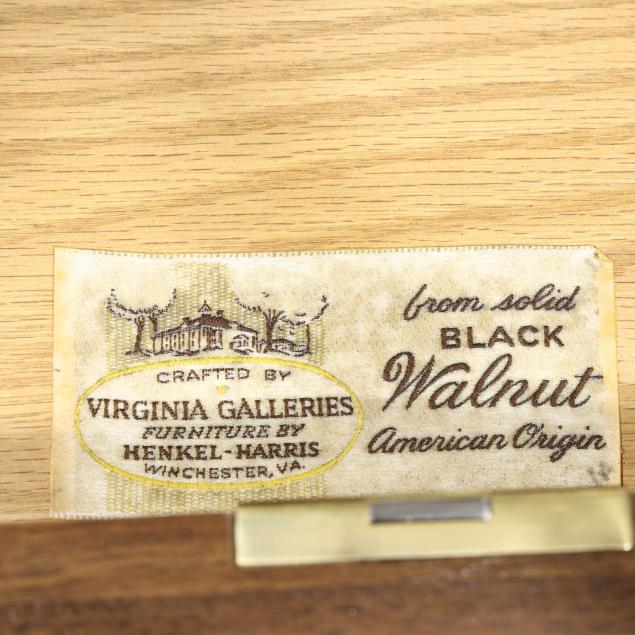 CRAFTED BY
VIRGINIA GALLERIES
FURNITURE BY
HENKEL-HARRIS
WINCHESTER, VA.
from solid
BLACK
Walnut
American Origin